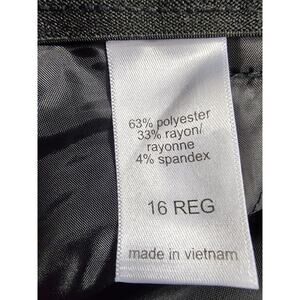 63% polyester
33% rayon/
rayonne
4% spandex
16 REG
made in vietnam